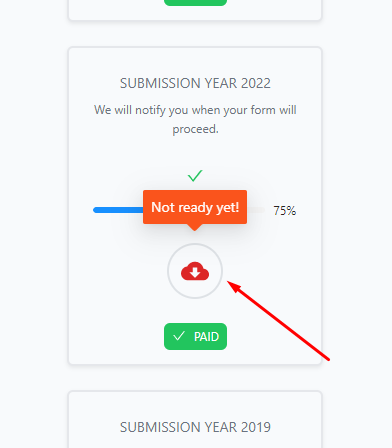 SUBMISSION YEAR 2022
We will notify you when your form will
proceed.
Not ready yet!
75%
PAID
SUBMISSION YEAR 2019